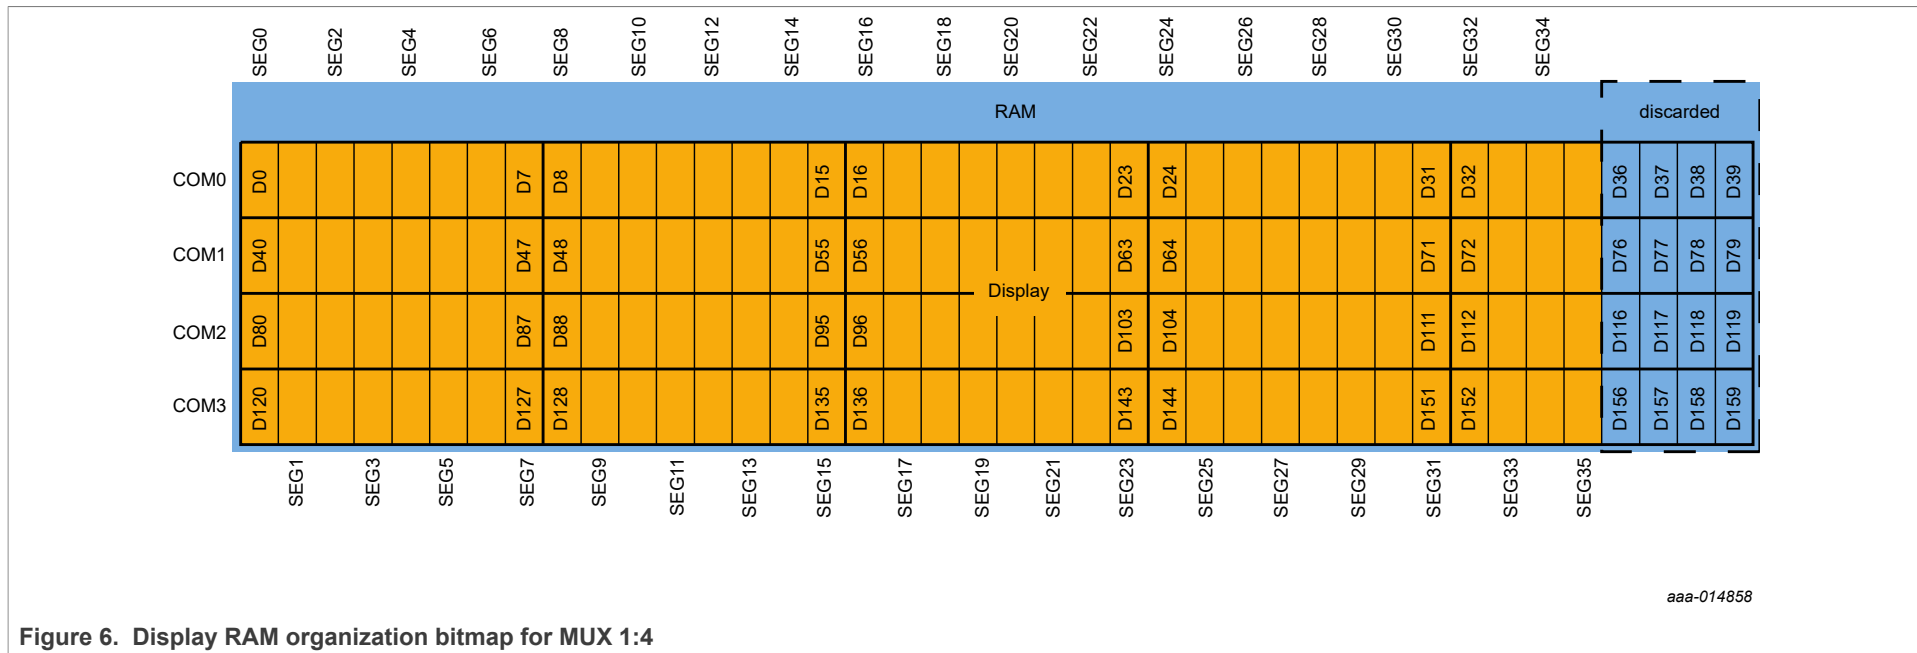 SEG0 SEG2 SEG4 SEG6 SEG8 SEG10 SEG12 SEG14 SEG16 SEG18 SEG20 SEG22 SEG24 SEG26 SEG28 SEG30 SEG32 SEG34
RAM discarded
COM0 D0 D7 D8 D15 D16 D23 D24 D31 D32 D36 D37 D38 D39
COM1 D40 D47 D48 D55 D56 D63 D64 D71 D72 D76 D77 D78 D79
Display
COM2 D80 D87 D88 D95 D96 D103 D104 D111 D112 D116 D117 D118 D119
COM3 D120 D127 D128 D135 D136 D143 D144 D151 D152 D156 D157 D158 D159
SEG1 SEG3 SEG5 SEG7 SEG9 SEG11 SEG13 SEG15 SEG17 SEG19 SEG21 SEG23 SEG25 SEG27 SEG29 SEG31 SEG33 SEG35
aaa-014858
Figure 6. Display RAM organization bitmap for MUX 1:4